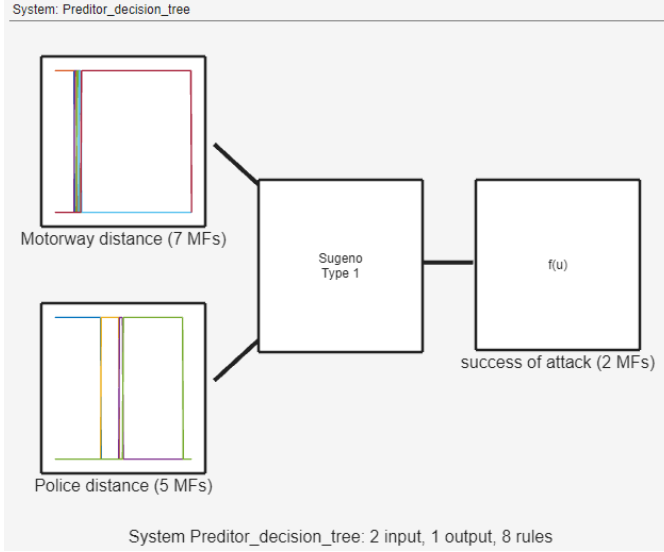 System: Preditor_decision_tree
Motorway distance (7 MFs)
Sugeno
Type 1
f(u)
success of attack (2 MFs)
Police distance (5 MFs)
System Preditor_decision_tree: 2 input, 1 output, 8 rules